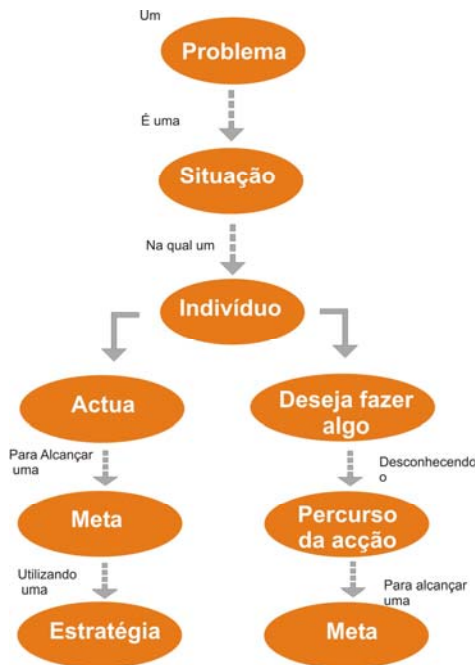 Um
Problema
É uma
Situação
Na qual um
Indivíduo
Actua
Para Alcançar
uma
Meta
Utilizando
uma
Estratégia
Deseja fazer
algo
Desconhecendo
o
Percurso
da acção
Para alcançar
uma
Meta